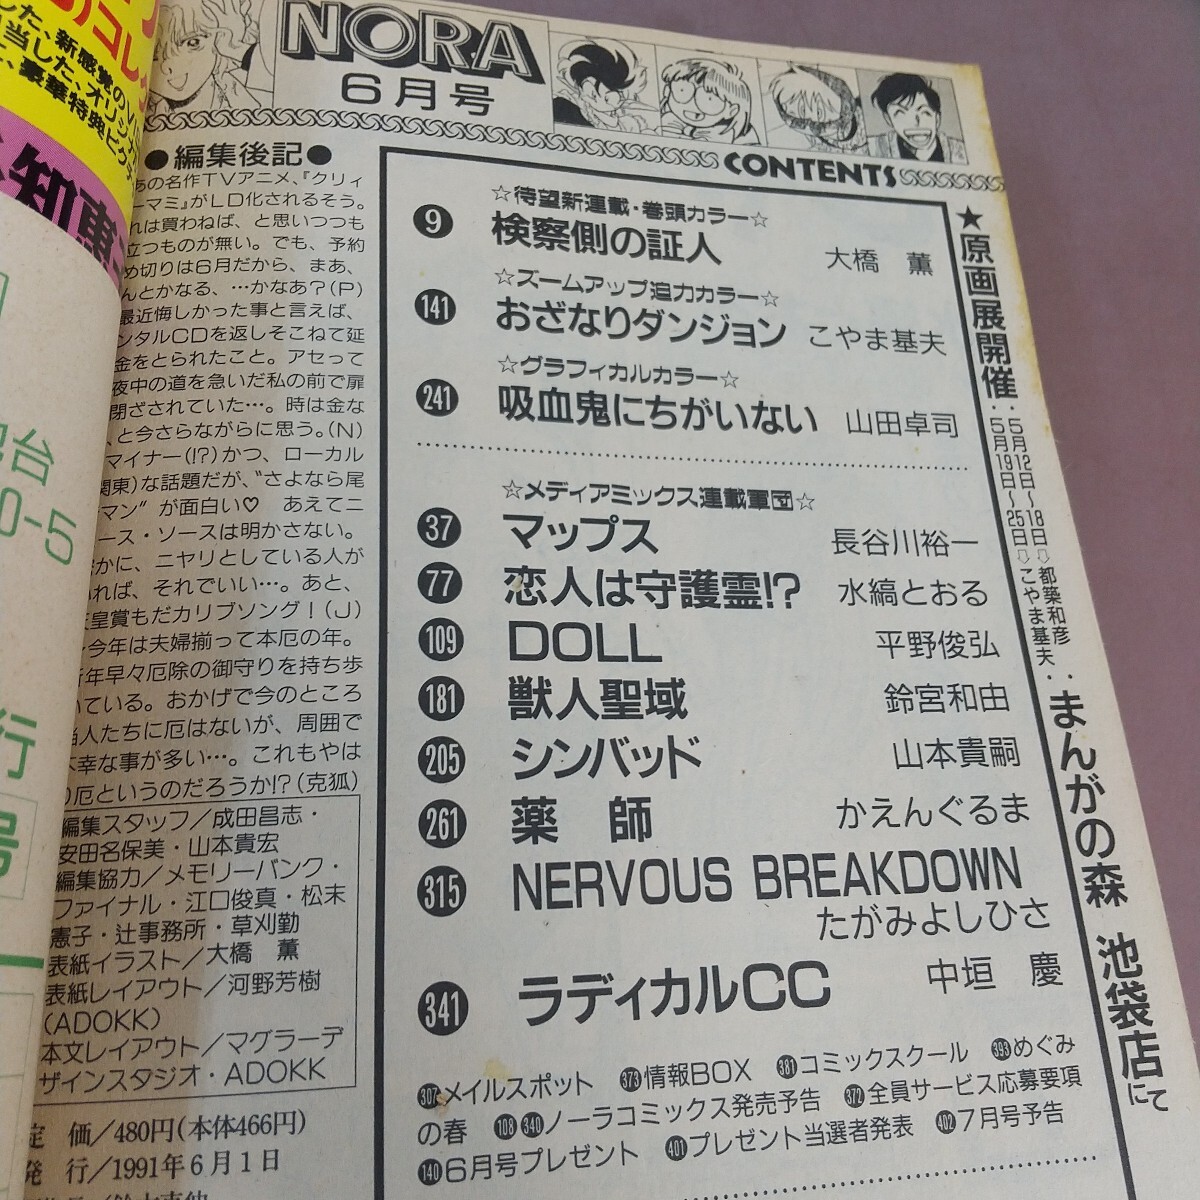 NORA
6月号
CONTENTS
☆待望新連載・巻頭カラー☆
9 検察側の証人 大橋 薫
☆ズームアップ迫力カラー☆
141 おざなりダンジョン こやま基夫
☆グラフィカルカラー☆
241 吸血鬼にちがいない 山田卓司
☆メディアミックス連載軍団☆
37 マップス 長谷川裕一
77 恋人は守護霊!? 水縞とおる
109 DOLL 平野俊弘
181 獣人聖域 鈴宮和由
205 シンバッド 山本貴嗣
261 薬師 かえんぐるま
315 NERVOUS BREAKDOWN
たがみよしひさ
341 ラディカルCC 中垣 慶
307メイルスポット 373情報BOX 381コミックスクール 393めぐみ
の春 108 340ノーラコミックス発売予告 372全員サービス応募要項
140 6月号プレゼント 401プレゼント当選者発表 402 7月号予告
★原画展開催・5月12日〜18日⇨都築和彦
・5月19日〜25日⇨こやま基夫‥まんがの森 池袋店にて
●編集後記●
あの名作TVアニメ、『クリィ
ーマミ』がLD化されるそう。
れは買わねば、と思いつつも
立つものが無い。でも、予約
め切りは6月だから、まあ、
んとかなる、…かなあ?(P)
最近悔しかった事と言えば、
ンタルCDを返しそこねて延
金をとられたこと。アセって
夜中の道を急いだ私の前で扉
閉ざされていた…。時は金な
、と今さらながらに思う。(N)
マイナー(!?)かつ、ローカル
関東)な話題だが、"さよなら尾
マン"が面白い♡ あえてニ
ース・ソースは明かさない。
かに、ニヤリとしている人が
れば、それでいい…。あと、
皇賞もだカリブソング!(J)
今年は夫婦揃って本厄の年。
年早々厄除の御守りを持ち歩
いている。おかげで今のところ
人たちに厄はないが、周囲で
幸な事が多い…。これもやは
厄というのだろうか!?(克狐)
編集スタッフ/成田昌志・
安田名保美・山本貴宏
編集協力/メモリーバンク・
ファイナル・江口俊真・松末
憲子・辻事務所・草刈勤
表紙イラスト/大橋 薫
表紙レイアウト/河野芳樹
(ADOKK)
本文レイアウト/マグラーデ
ザインスタジオ・ADOKK
定 価/480円(本体466円)
発 行/1991年6月1日
知恵
台
0-5
行
号